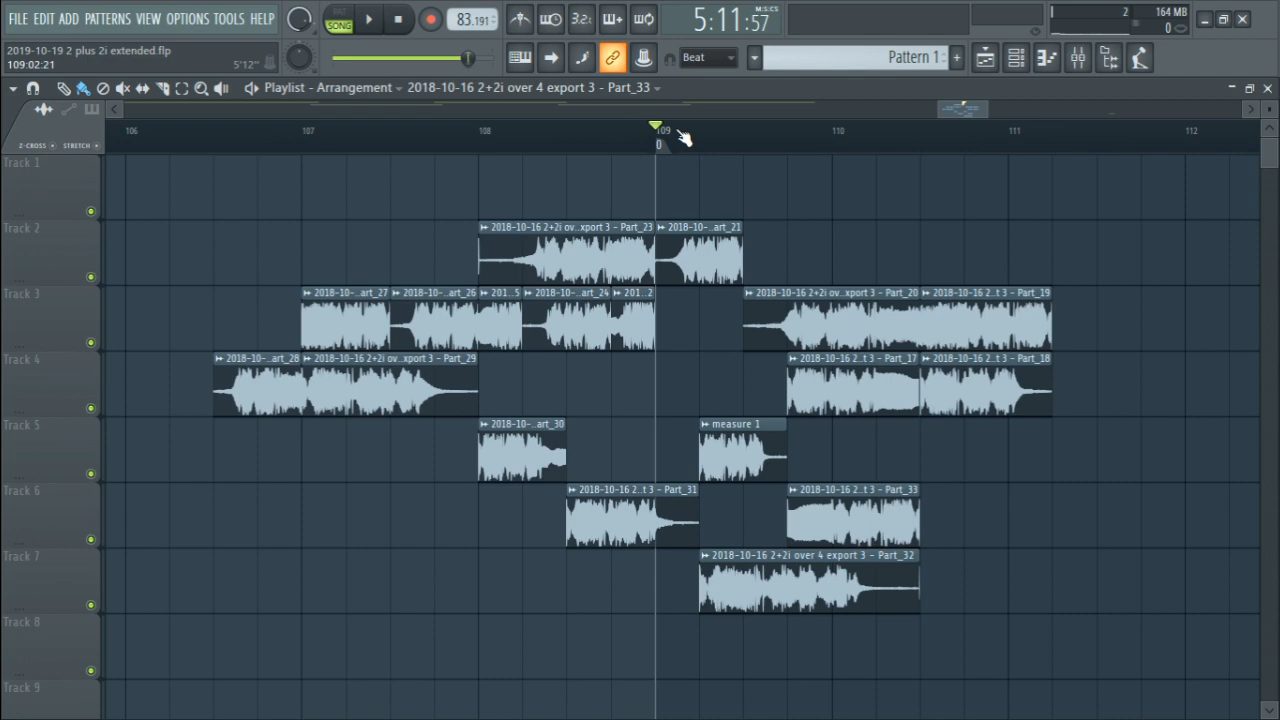 FILE EDIT ADD PATTERNS VIEW OPTIONS TOOLS HELP
PAT
SONG
83.191
3.2.
5:11:57
M:S:CS
2
164 MB
0
2019-10-19 2 plus 2i extended.flp
109:02:21
5'12"
Beat
Pattern 1
Playlist - Arrangement
2018-10-16 2+2i over 4 export 3 - Part_33
Z-CROSS
STRETCH
106
107
108
109
110
111
112
0
Track 1
Track 2
2018-10-16 2+2i ov..xport 3 - Part_23
2018-10-..art_21
Track 3
2018-10-..art_27
2018-10-..art_26
201..5
2018-10-..art_24
201..2
2018-10-16 2+2i ov..xport 3 - Part_20
2018-10-16 2..t 3 - Part_19
Track 4
2018-10-..art_28
2018-10-16 2+2i ov..xport 3 - Part_29
2018-10-16 2..t 3 - Part_17
2018-10-16 2..t 3 - Part_18
Track 5
2018-10-..art_30
measure 1
Track 6
2018-10-16 2..t 3 - Part_31
2018-10-16 2..t 3 - Part_33
Track 7
2018-10-16 2+2i over 4 export 3 - Part_32
Track 8
Track 9